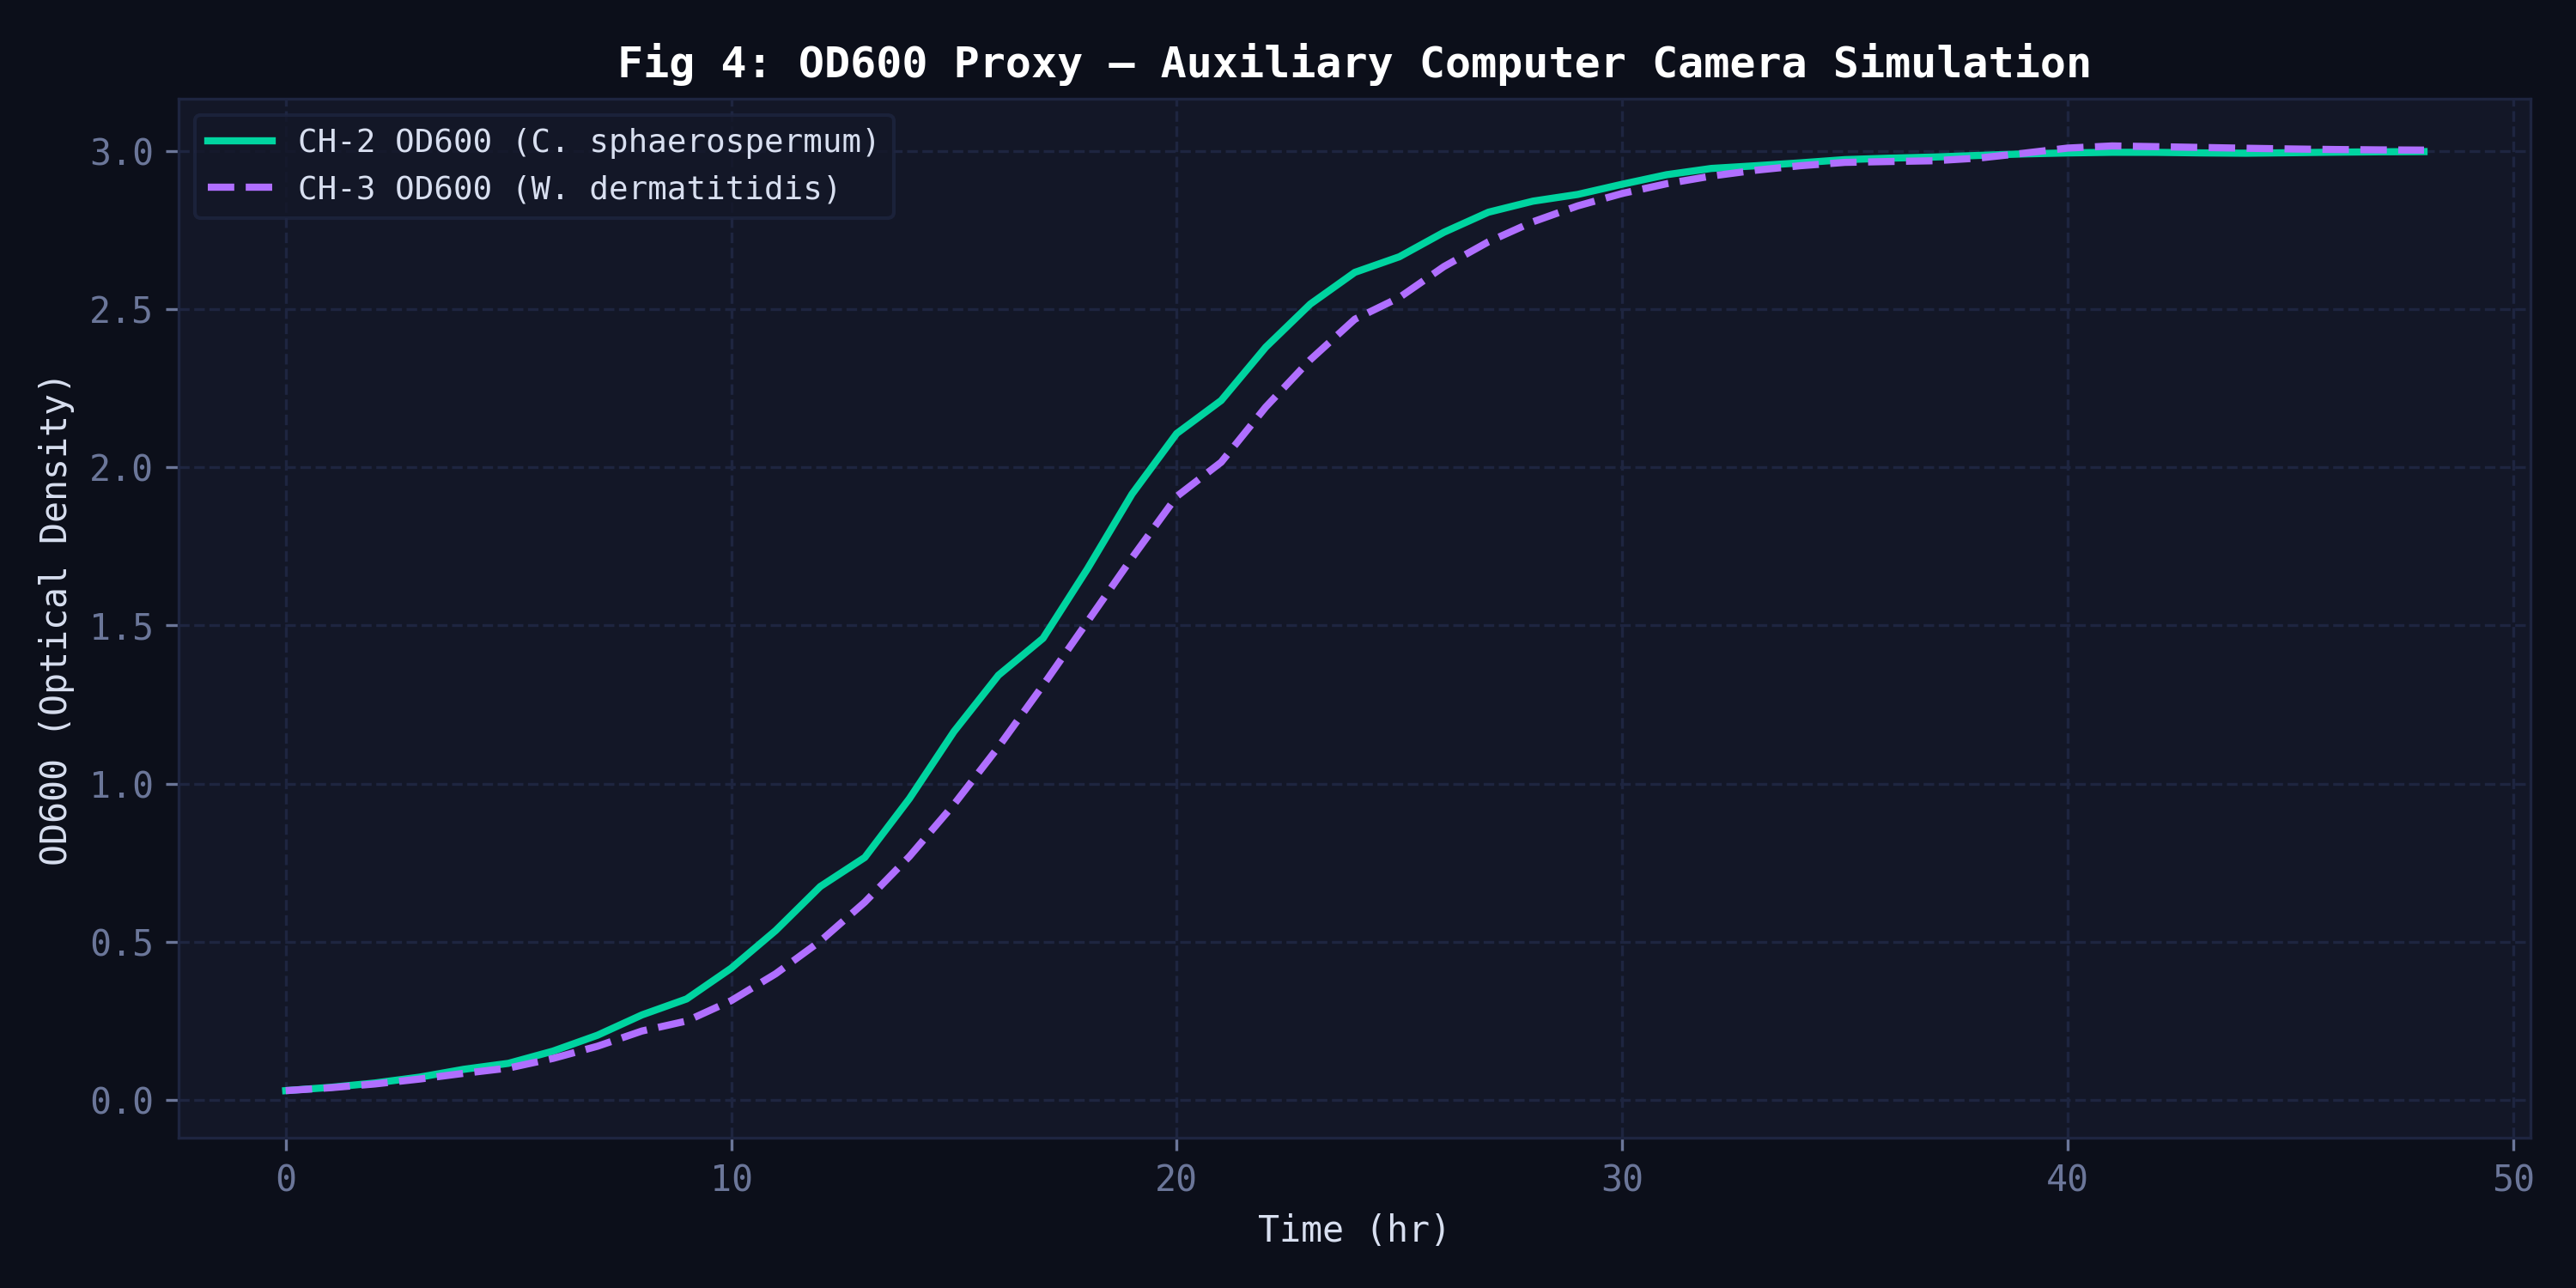 Fig 4: OD600 Proxy — Auxiliary Computer Camera Simulation
CH-2 OD600 (C. sphaerospermum)
CH-3 OD600 (W. dermatitidis)
OD600 (Optical Density)
3.0
2.5
2.0
1.5
1.0
0.5
0.0
0 10 20 30 40 50
Time (hr)